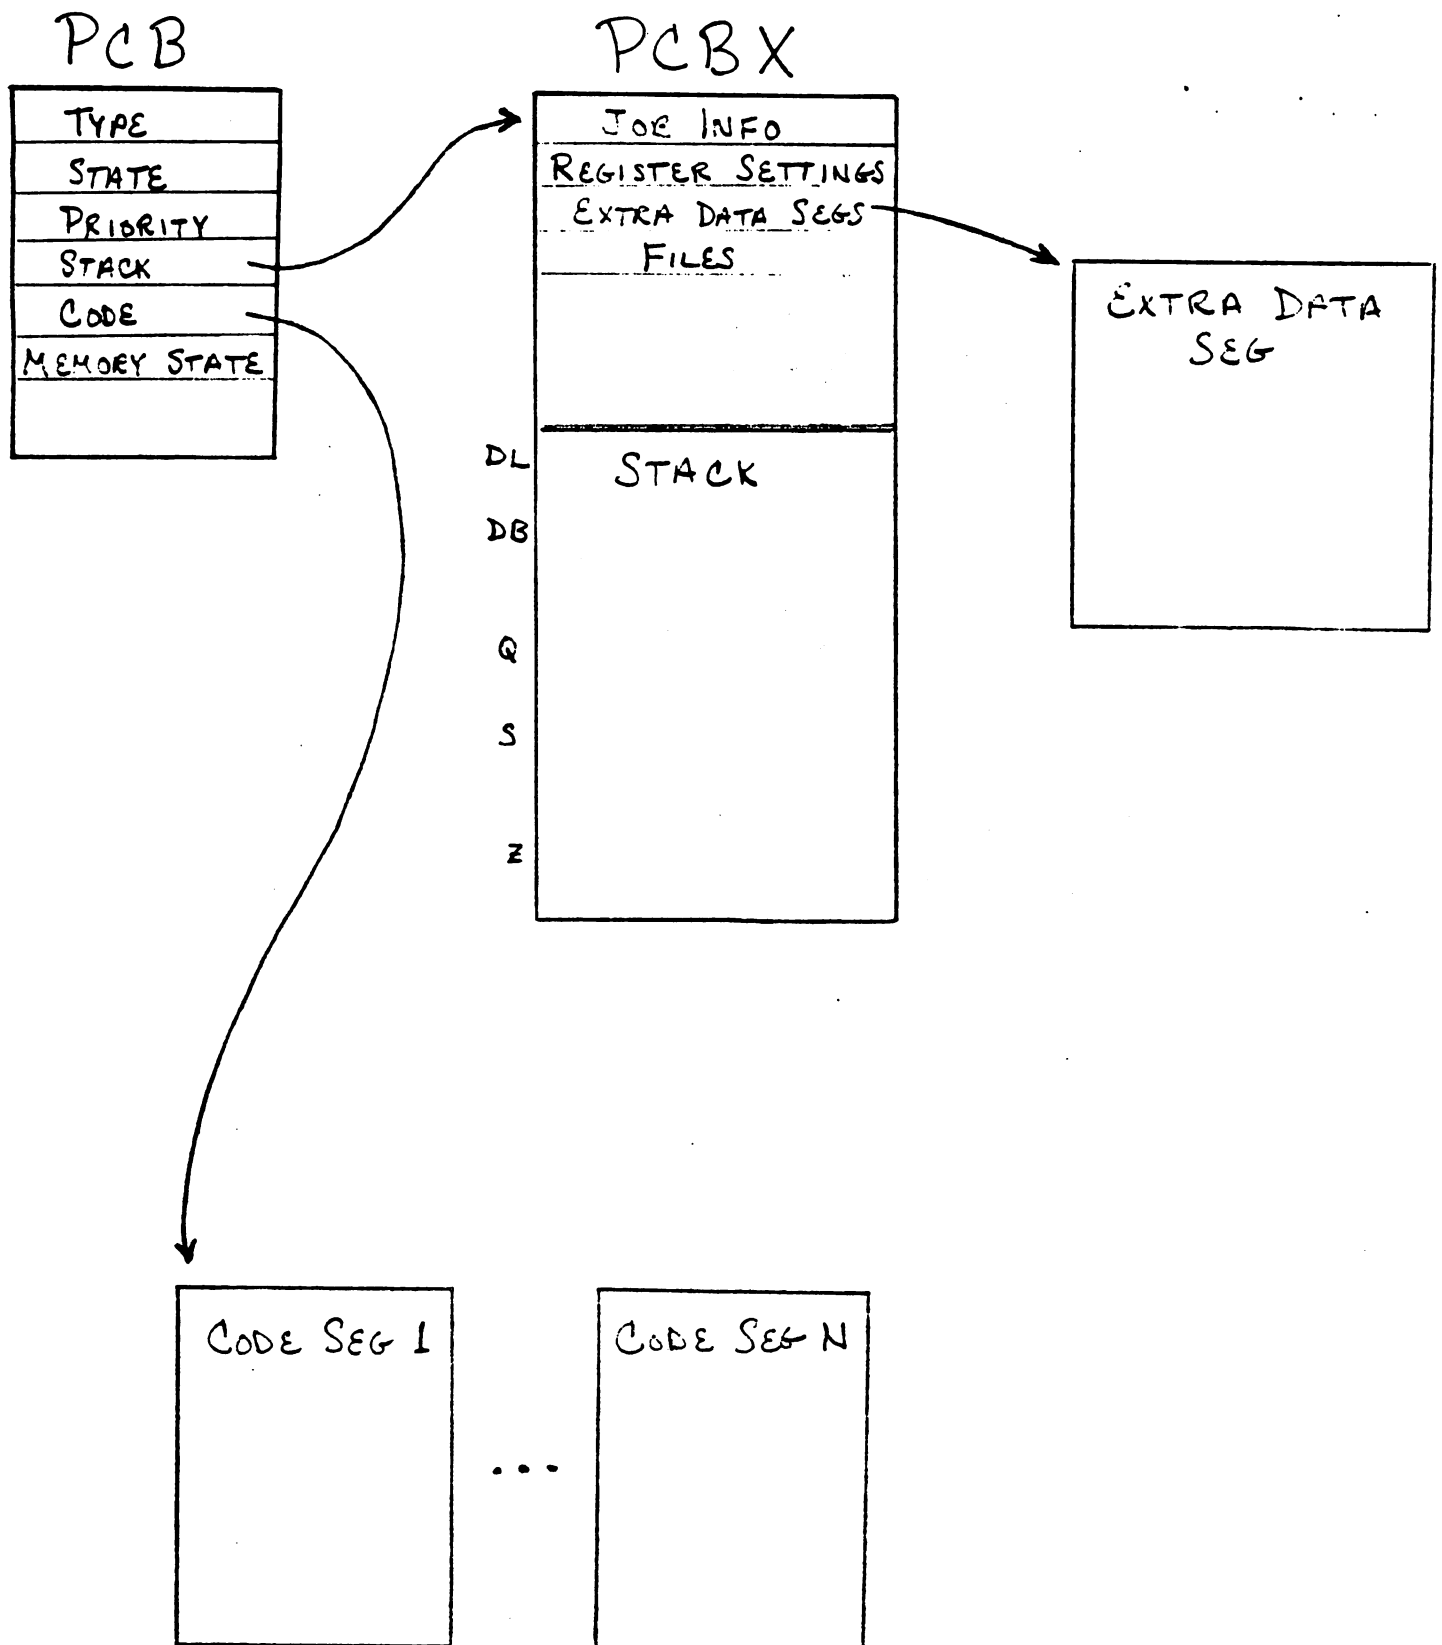 PCB
TYPE
STATE
PRIORITY
STACK
CODE
MEMORY STATE
PCBX
JOB INFO
REGISTER SETTINGS
EXTRA DATA SEGS
FILES
STACK
DL
DB
Q
S
Z
EXTRA DATA
SEG
CODE SEG 1
...
CODE SEG N